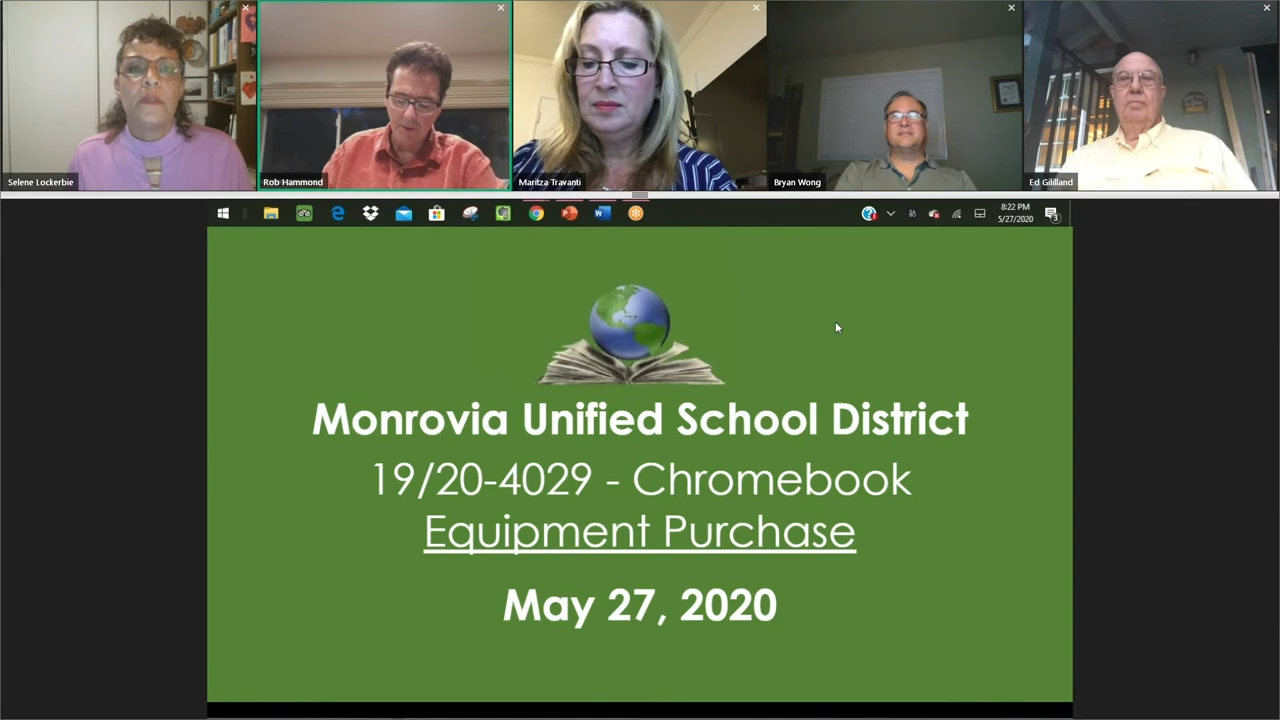 Selene Lockerbie
Rob Hammond
Maritza Travanti
Bryan Wong
Ed Gililland
8:22 PM
5/27/2020
3
Monrovia Unified School District
19/20-4029 - Chromebook
Equipment Purchase
May 27, 2020